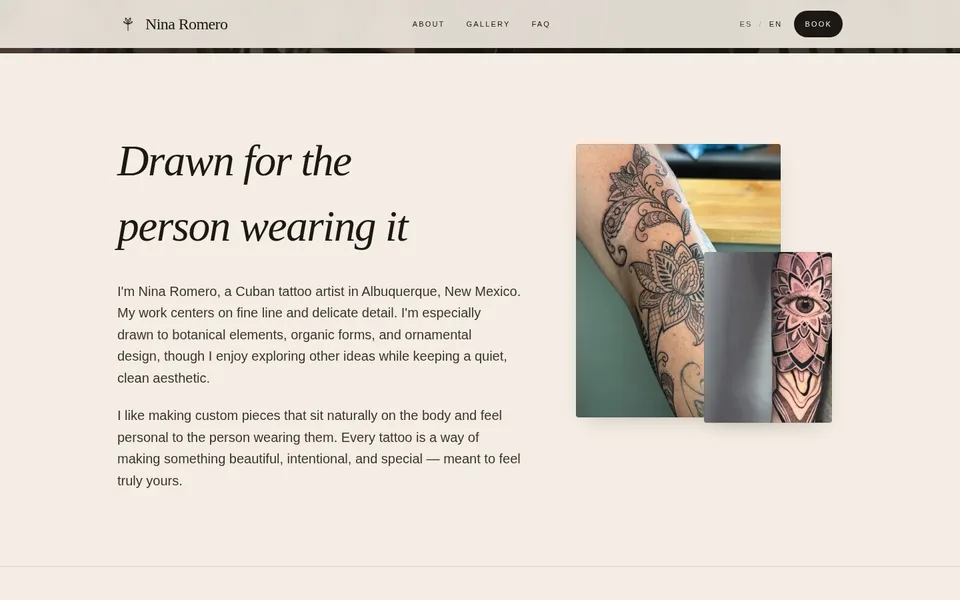 Nina Romero
ABOUT
GALLERY
FAQ
ES / EN
BOOK
Drawn for the
person wearing it
I'm Nina Romero, a Cuban tattoo artist in Albuquerque, New Mexico.
My work centers on fine line and delicate detail. I'm especially
drawn to botanical elements, organic forms, and ornamental
design, though I enjoy exploring other ideas while keeping a quiet,
clean aesthetic.
I like making custom pieces that sit naturally on the body and feel
personal to the person wearing them. Every tattoo is a way of
making something beautiful, intentional, and special — meant to feel
truly yours.